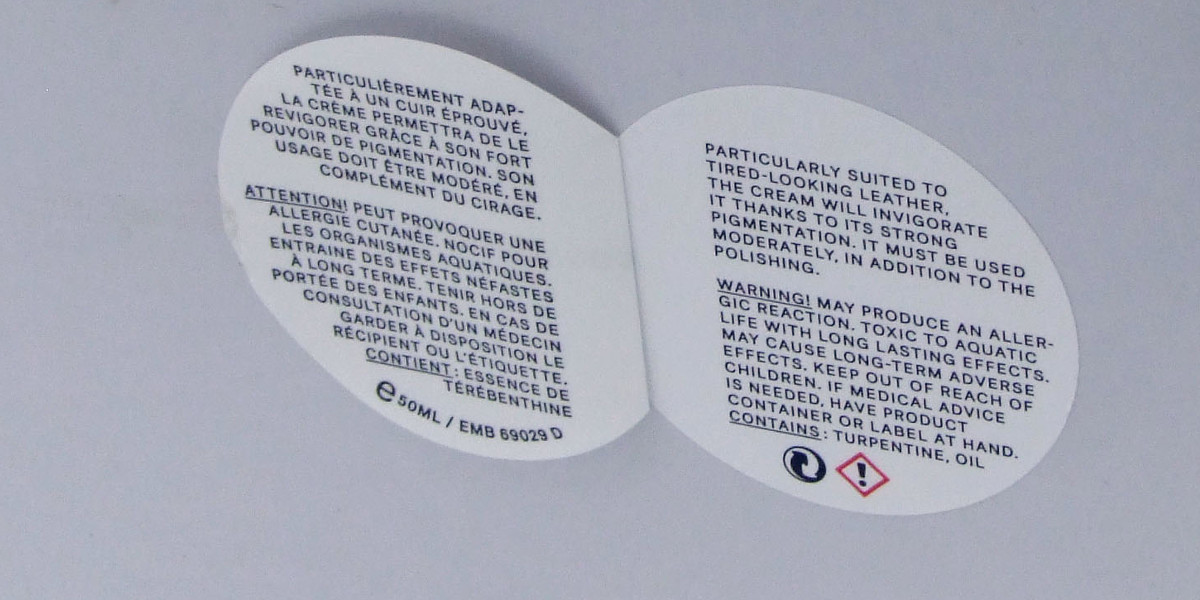 PARTICULIÈREMENT ADAP-
TÉE À UN CUIR ÉPROUVÉ,
LA CRÈME PERMETTRA DE LE
REVIGORER GRÂCE À SON FORT
POUVOIR DE PIGMENTATION. SON
USAGE DOIT ÊTRE MODÉRÉ, EN
COMPLÉMENT DU CIRAGE.
ATTENTION! PEUT PROVOQUER UNE
ALLERGIE CUTANÉE. NOCIF POUR
LES ORGANISMES AQUATIQUES.
ENTRAINE DES EFFETS NÉFASTES
À LONG TERME. TENIR HORS DE
PORTÉE DES ENFANTS. EN CAS DE
CONSULTATION D'UN MÉDECIN
GARDER À DISPOSITION LE
RÉCIPIENT OU L'ÉTIQUETTE.
CONTIENT : ESSENCE DE
TÉRÉBENTHINE
℮ 50ML / EMB 69029 D
PARTICULARLY SUITED TO
TIRED-LOOKING LEATHER,
THE CREAM WILL INVIGORATE
IT THANKS TO ITS STRONG
PIGMENTATION. IT MUST BE USED
MODERATELY, IN ADDITION TO THE
POLISHING.
WARNING! MAY PRODUCE AN ALLER-
GIC REACTION. TOXIC TO AQUATIC
LIFE WITH LONG LASTING EFFECTS.
MAY CAUSE LONG-TERM ADVERSE
EFFECTS. KEEP OUT OF REACH OF
CHILDREN. IF MEDICAL ADVICE
IS NEEDED, HAVE PRODUCT
CONTAINER OR LABEL AT HAND.
CONTAINS : TURPENTINE, OIL